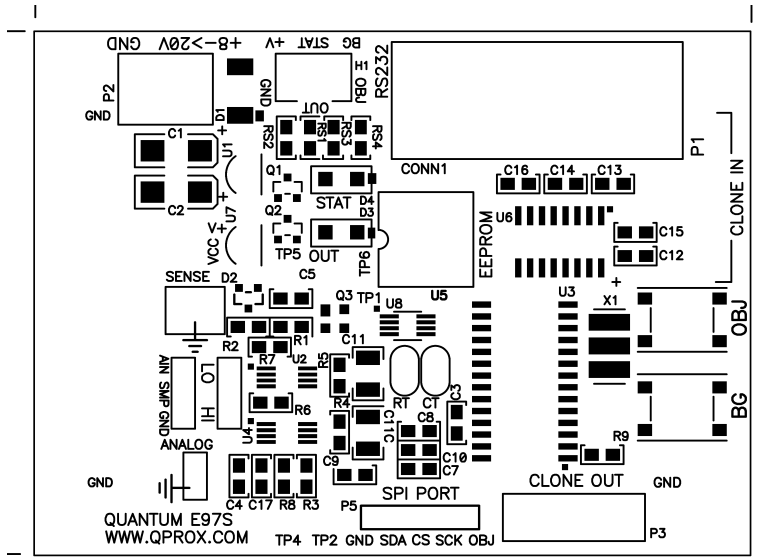 GND +8->20V
+V STAT BG
H1
P2
GND
D1
GND
OBJ
OUT
RS232
CONN1
P1
C1
+
U1
RS2
RS1
RS3
RS4
C2
+
Q1
STAT
D4
D3
C16
C14
C13
CLONE IN
U7
V+
VCC
Q2
TP5
OUT
TP6
EEPROM
U6
C15
C12
SENSE
D2
C5
Q3
TP1
U8
U5
U3
+
X1
OBJ
R2
R1
R7
U2
C11
R5
AIN SMP GND
LO
HI
R6
R4
RT
CT
C3
BG
U4
C11C
C8
ANALOG
C9
C10
C7
R9
GND
C4
C17
R8
R3
SPI PORT
CLONE OUT
GND
P5
P3
QUANTUM E97S
WWW.QPROX.COM
TP4 TP2 GND SDA CS SCK OBJ